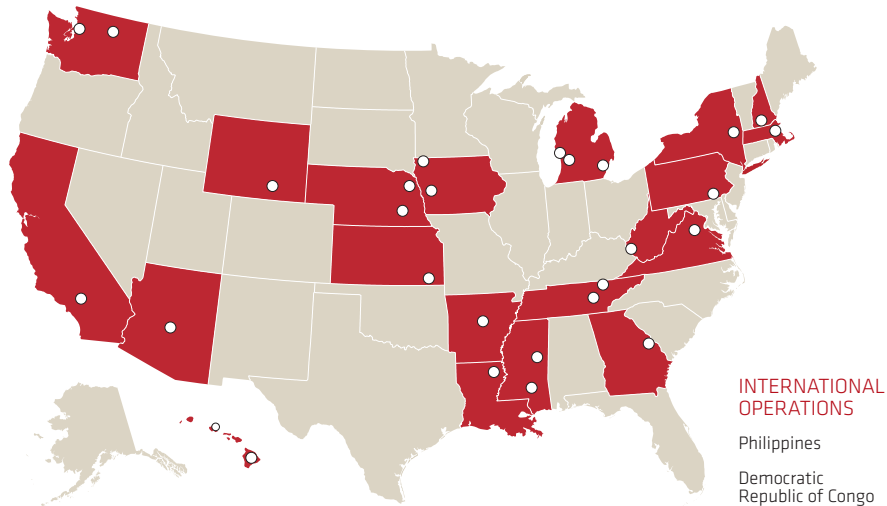 INTERNATIONAL
OPERATIONS
Philippines
Democratic
Republic of Congo